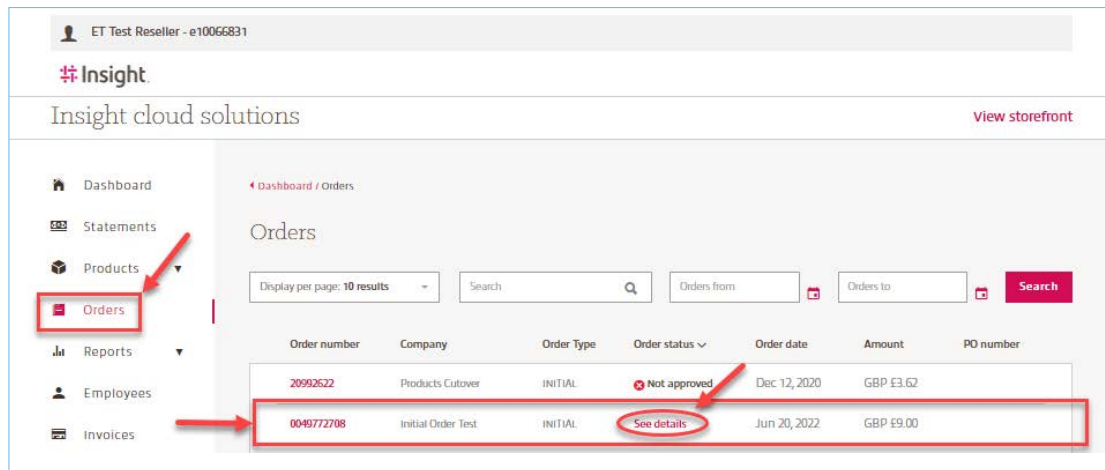 ET Test Reseller - e10066831
Insight.
Insight cloud solutions
View storefront
Dashboard
Statements
Products
Orders
Reports
Employees
Invoices
Dashboard / Orders
Orders
Display per page: 10 results
Search
Orders from
Orders to
Search
Order number Company Order Type Order status Order date Amount PO number
20992622 Products Cutover INITIAL Not approved Dec 12, 2020 GBP £3.62
0049772708 Initial Order Test INITIAL See details Jun 20, 2022 GBP £9.00